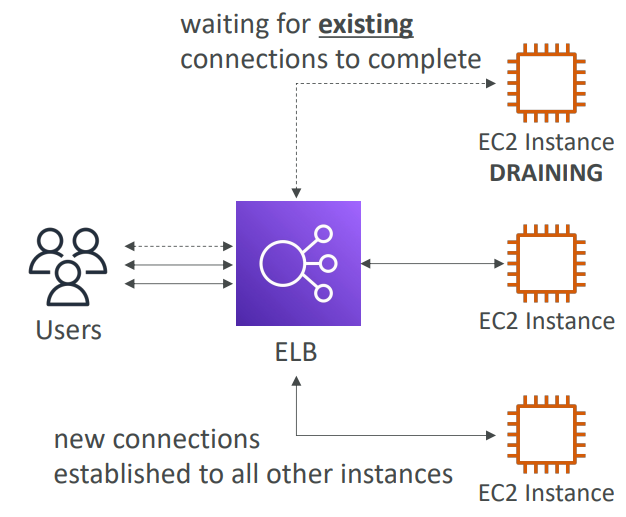 waiting for existing
connections to complete
EC2 Instance
DRAINING
Users
ELB
EC2 Instance
new connections
established to all other instances
EC2 Instance